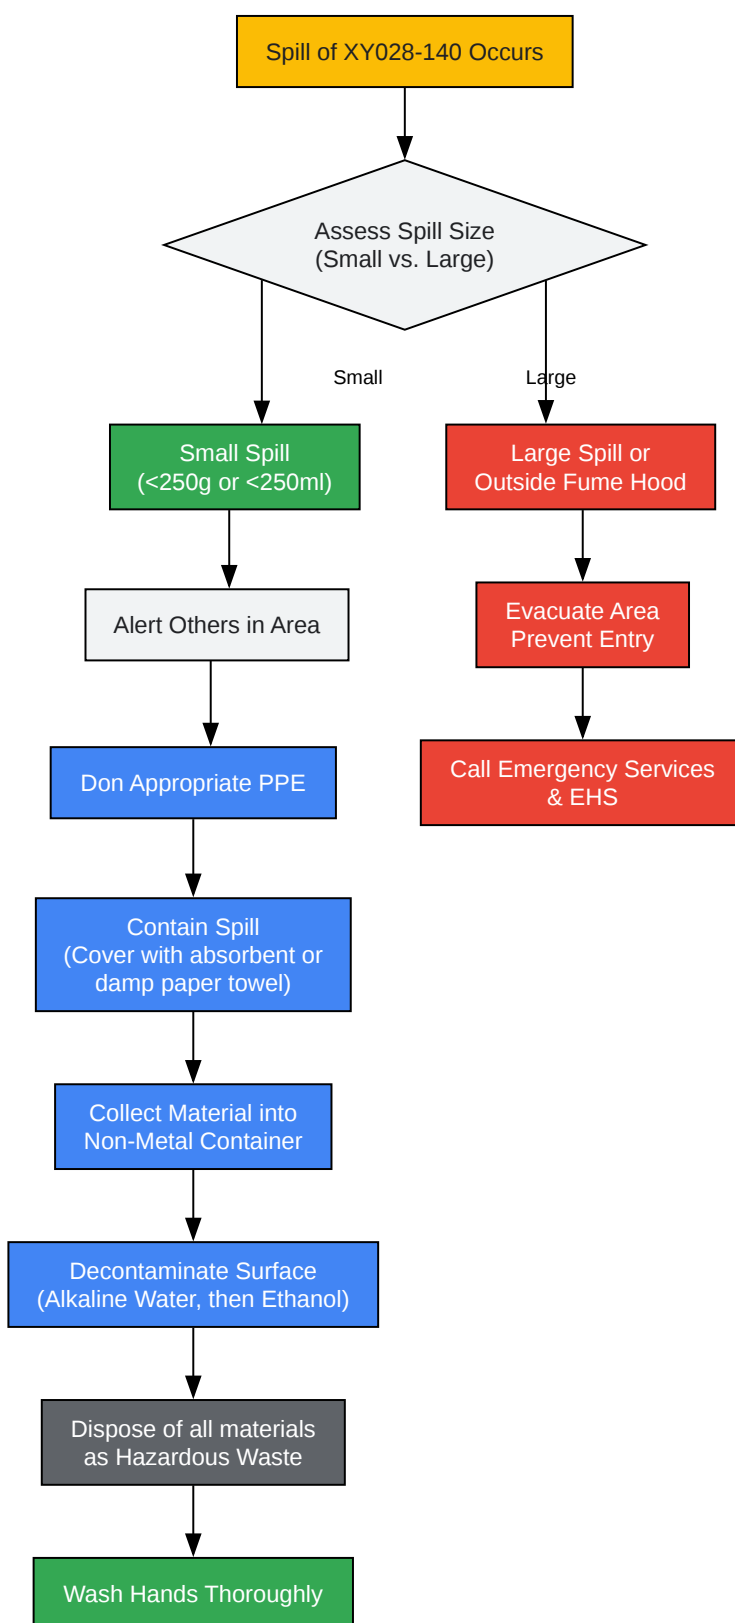 Spill of XY028-140 Occurs
Assess Spill Size
(Small vs. Large)
Small
Large
Small Spill
(<250g or <250ml)
Large Spill or
Outside Fume Hood
Alert Others in Area
Evacuate Area
Prevent Entry
Don Appropriate PPE
Call Emergency Services
& EHS
Contain Spill
(Cover with absorbent or
damp paper towel)
Collect Material into
Non-Metal Container
Decontaminate Surface
(Alkaline Water, then Ethanol)
Dispose of all materials
as Hazardous Waste
Wash Hands Thoroughly